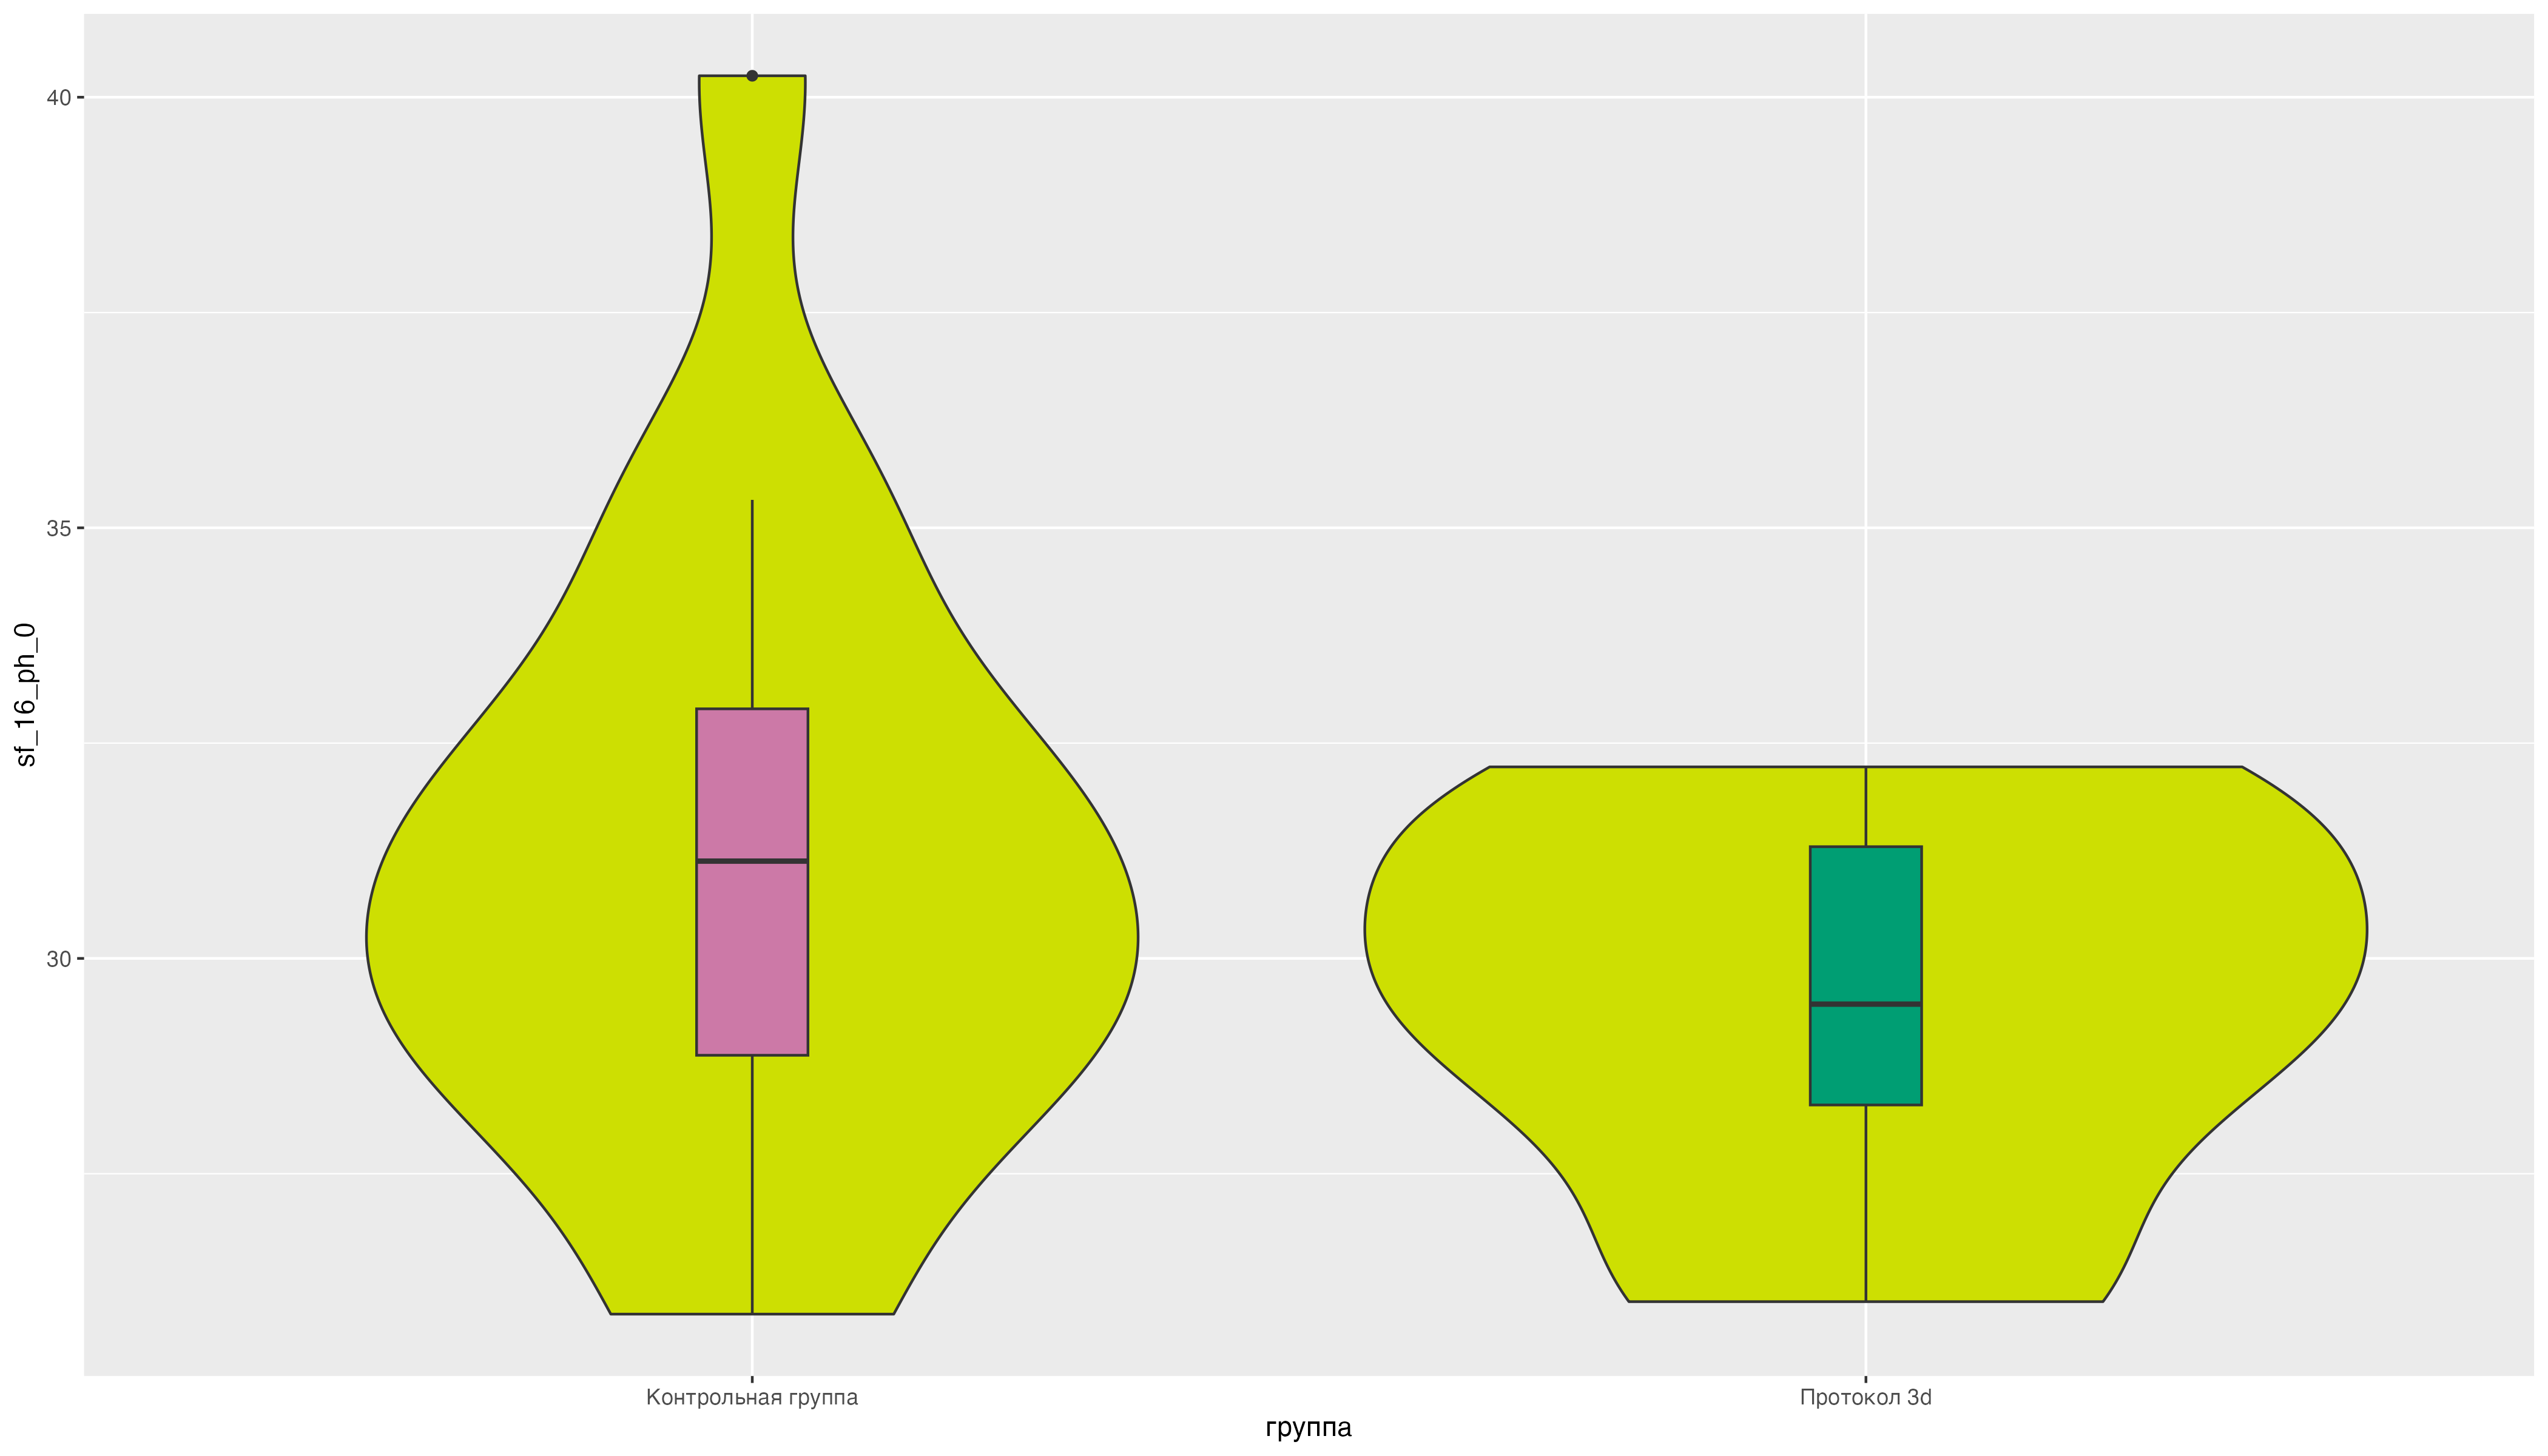 40
35
30
sf_16_ph_0
Контрольная группа
Протокол 3d
группа